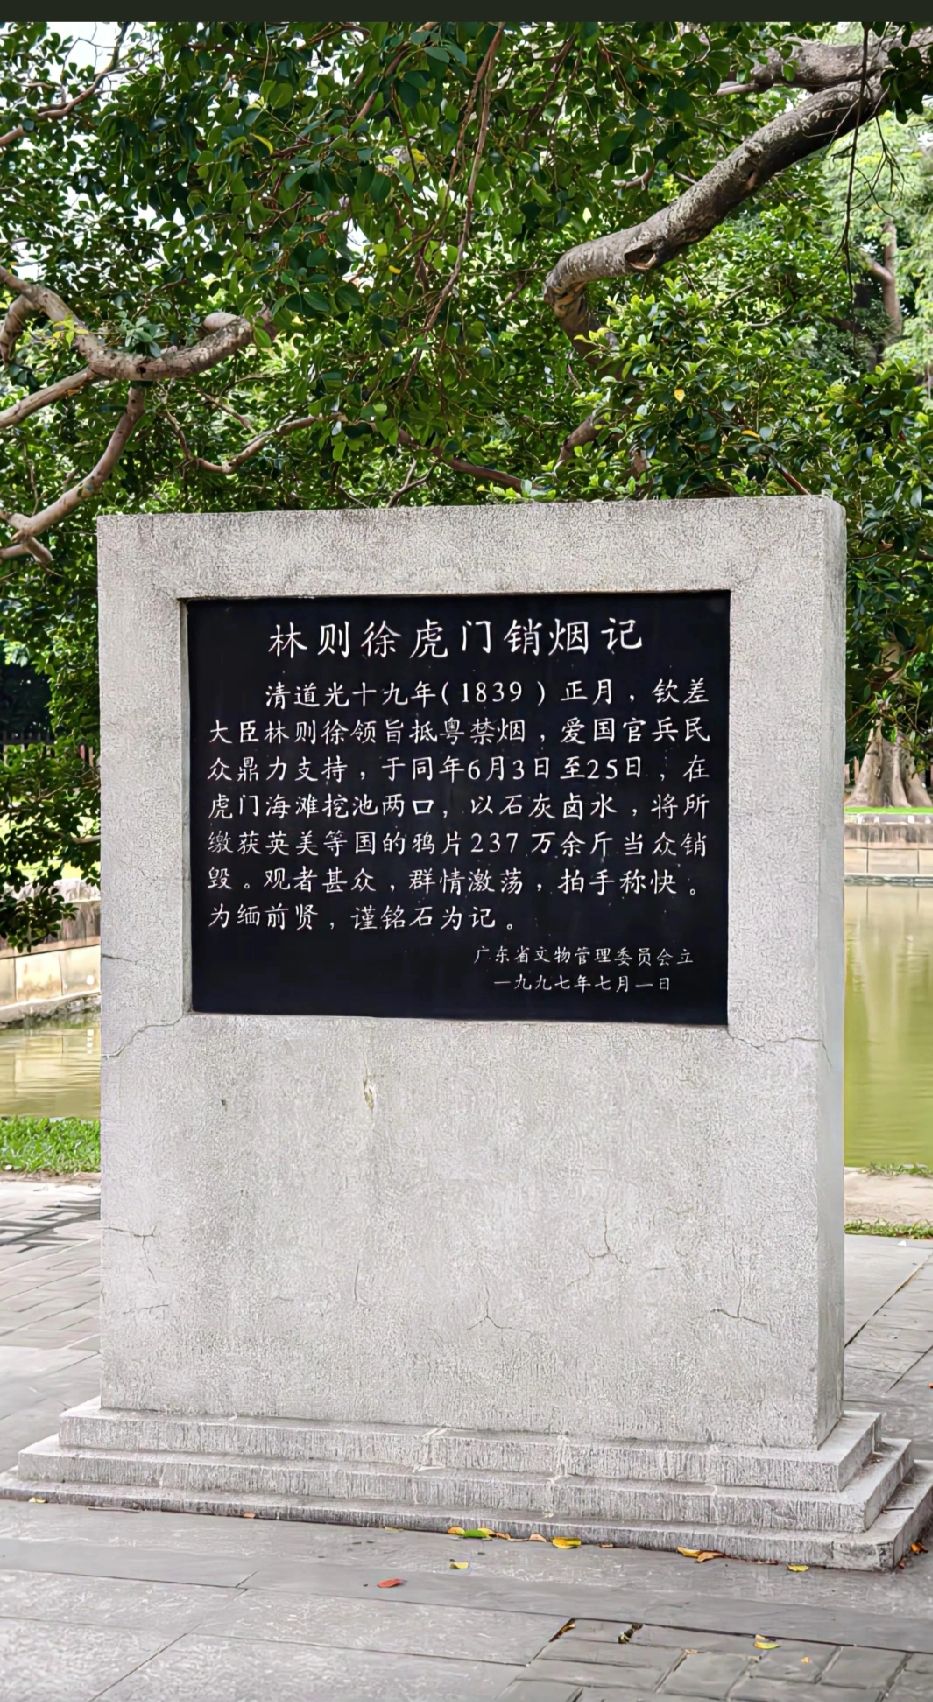 林则徐虎门销烟记
清道光十九年(1839)正月，钦差
大臣林则徐领旨抵粤禁烟，爱国官兵民
众鼎力支持，于同年6月3日至25日，在
虎门海滩挖池两口，以石灰卤水，将所
缴获英美等国的鸦片237万余斤当众销
毁。观者甚众，群情激荡，拍手称快。
为缅前贤，谨铭石为记。
广东省文物管理委员会立
一九九七年七月一日